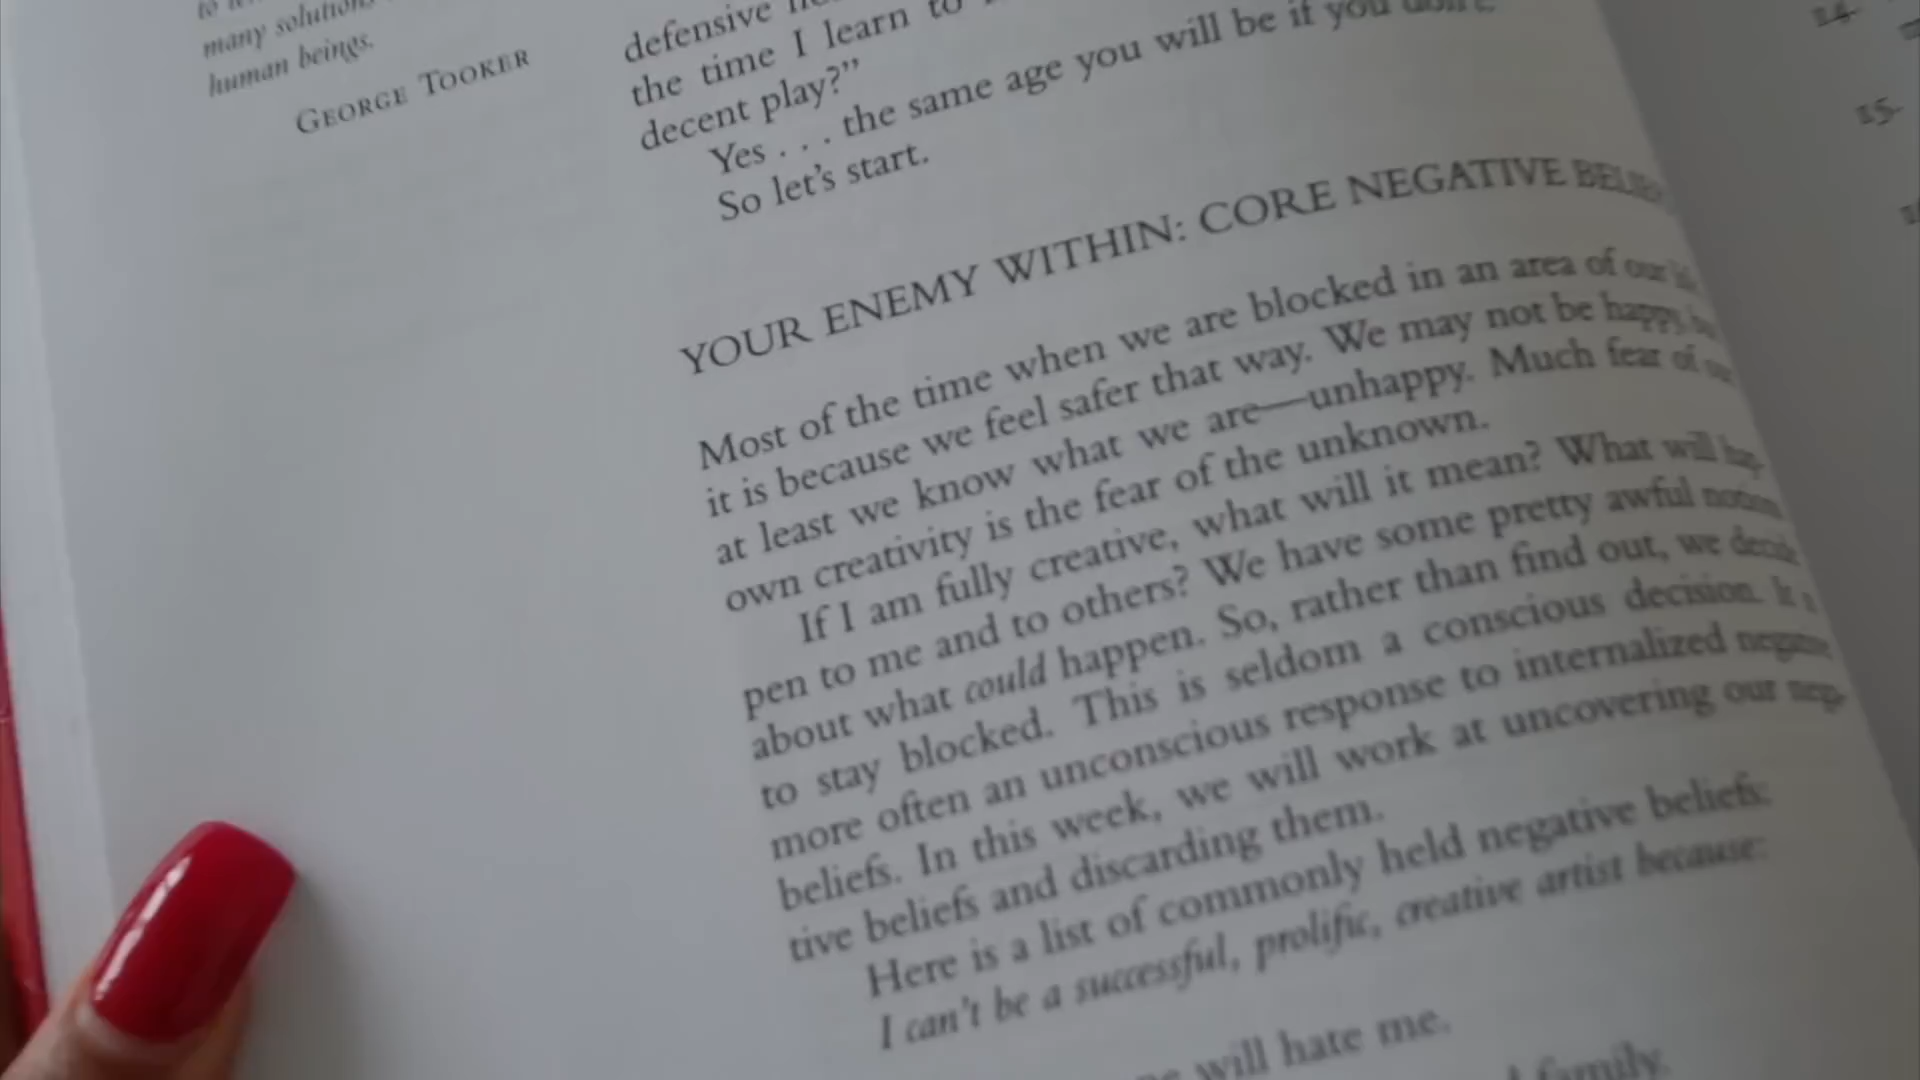 many solutions
human beings.
GEORGE TOOKER
defensive
the time I learn to
decent play?"
Yes . . . the same age you will be if you don't.
So let's start.
YOUR ENEMY WITHIN: CORE NEGATIVE
Most of the time when we are blocked in an area of our
it is because we feel safer that way. We may not be happy
at least we know what we are—unhappy. Much fear of
own creativity is the fear of the unknown.
If I am fully creative, what will it mean? What will hap-
pen to me and to others? We have some pretty awful notions
about what could happen. So, rather than find out, we decide
to stay blocked. This is seldom a conscious decision. It
more often an unconscious response to internalized negative
beliefs. In this week, we will work at uncovering our nega-
tive beliefs and discarding them.
Here is a list of commonly held negative beliefs:
I can't be a successful, prolific, creative artist because:
will hate me.
family.
14.
15.